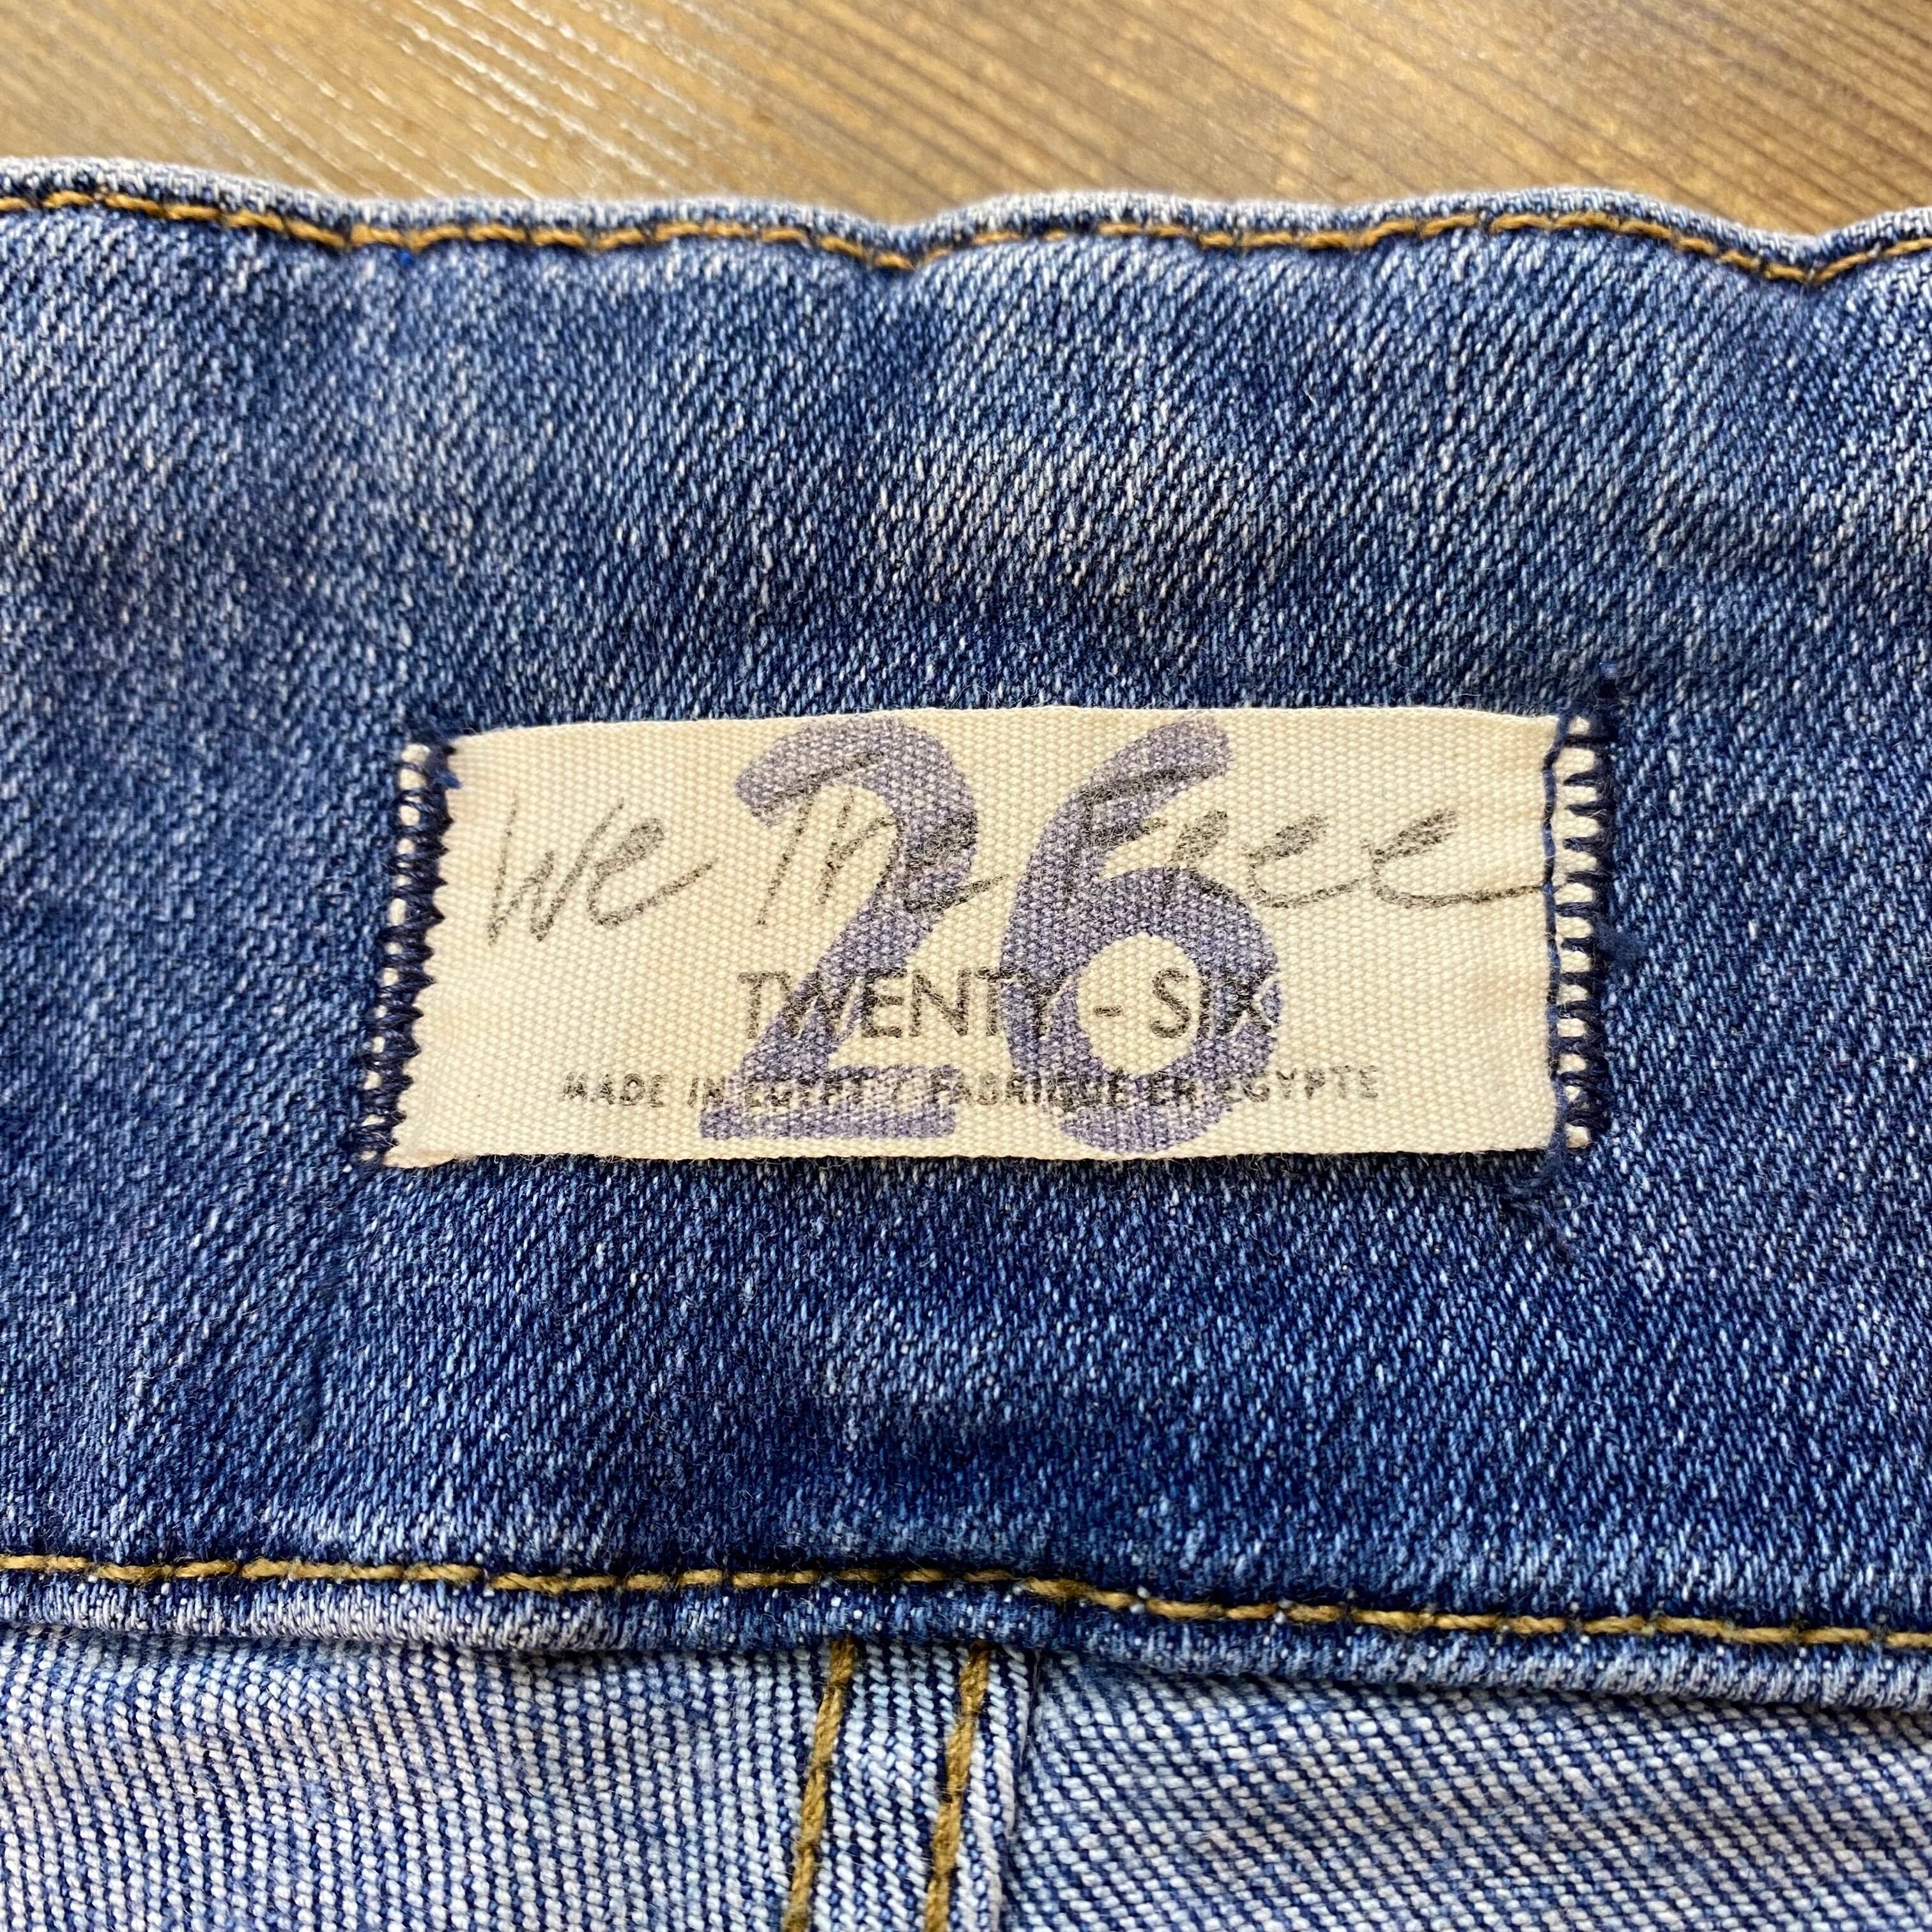 26
We The Free
TWENTY - SIX
MADE IN EGYPT / FABRIQUE EN EGYPTE